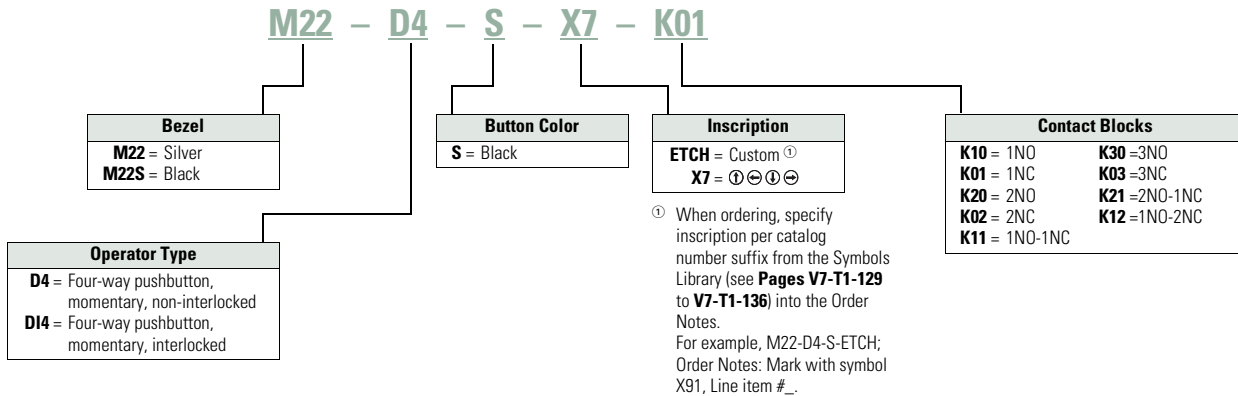 M22 – D4 – S – X7 – K01
Bezel
M22 = Silver
M22S = Black
Operator Type
D4 = Four-way pushbutton,
momentary, non-interlocked
DI4 = Four-way pushbutton,
momentary, interlocked
Button Color
S = Black
Inscription
ETCH = Custom ①
X7 = ⮉⮈⮋⮊
① When ordering, specify
inscription per catalog
number suffix from the Symbols
Library (see Pages V7-T1-129
to V7-T1-136) into the Order
Notes.
For example, M22-D4-S-ETCH;
Order Notes: Mark with symbol
X91, Line item #_.
Contact Blocks
K10 = 1NO
K01 = 1NC
K20 = 2NO
K02 = 2NC
K11 = 1NO-1NC
K30 =3NO
K03 =3NC
K21 =2NO-1NC
K12 =1NO-2NC